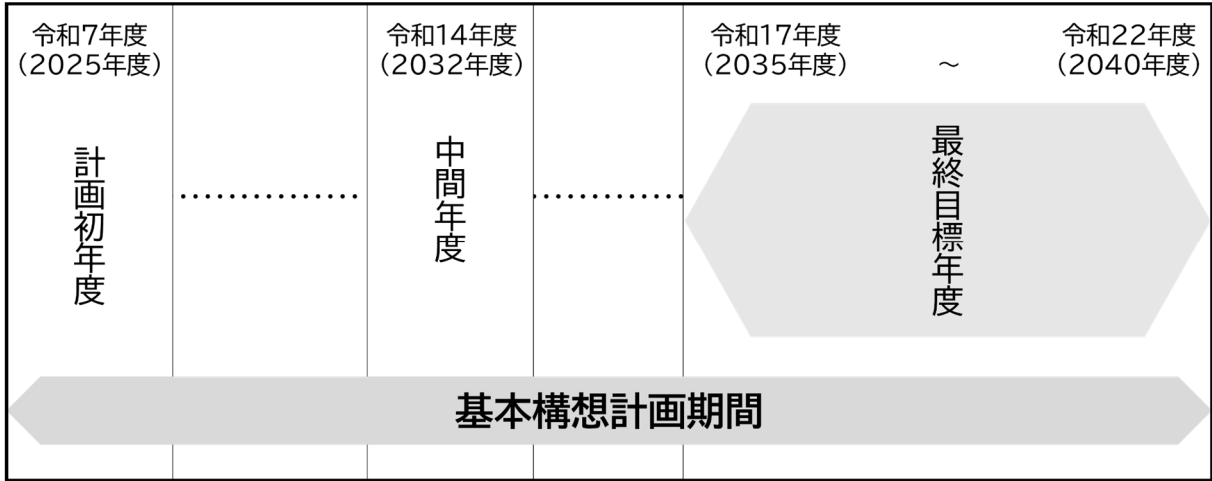 令和7年度
（2025年度）
令和14年度
（2032年度）
令和17年度
（2035年度）
～
令和22年度
（2040年度）
計画初年度
中間年度
最終目標年度
基本構想計画期間